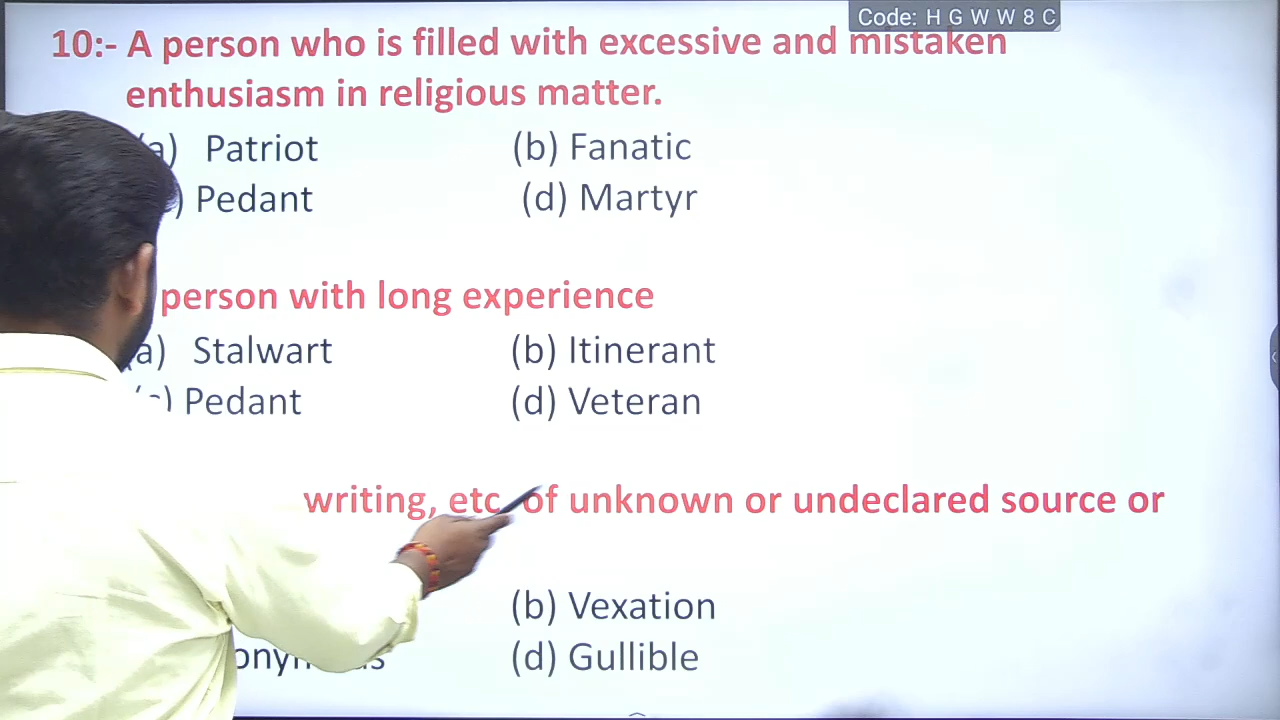 Code: H G W W 8 C
10:- A person who is filled with excessive and mistaken
enthusiasm in religious matter.
(a) Patriot (b) Fanatic
) Pedant (d) Martyr
person with long experience
(a) Stalwart (b) Itinerant
(c) Pedant (d) Veteran
writing, etc of unknown or undeclared source or
(b) Vexation
(d) Gullible